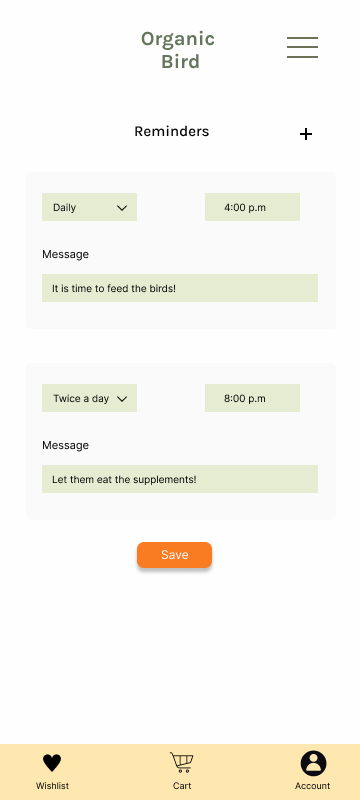 Organic
Bird
Reminders
Daily
4:00 p.m
Message
It is time to feed the birds!
Twice a day
8:00 p.m
Message
Let them eat the supplements!
Save
Wishlist
Cart
Account